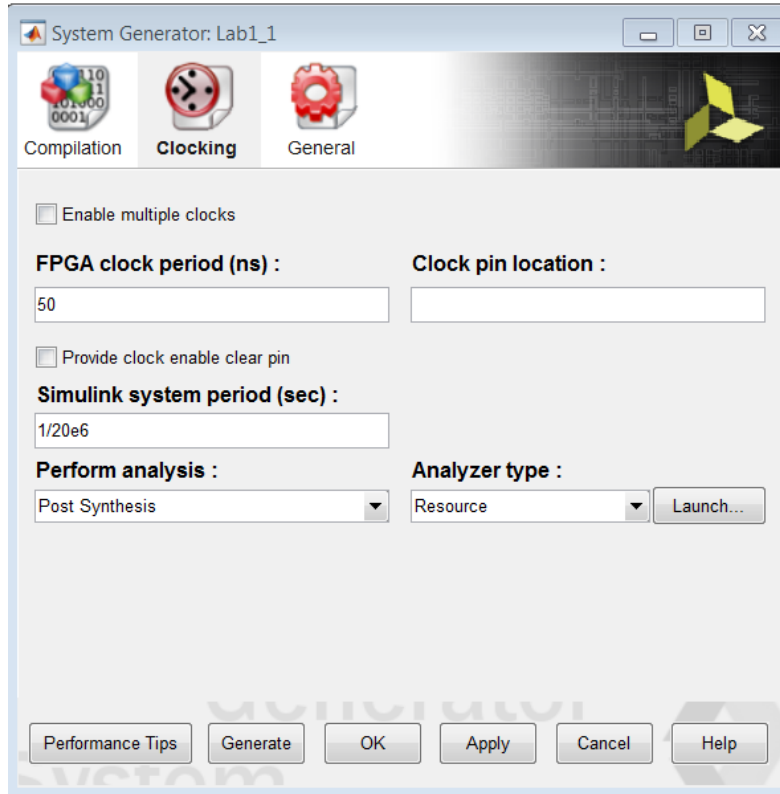 System Generator: Lab1_1
Compilation
Clocking
General
Enable multiple clocks
FPGA clock period (ns) :
Clock pin location :
50
Provide clock enable clear pin
Simulink system period (sec) :
1/20e6
Perform analysis :
Analyzer type :
Post Synthesis
Resource
Launch...
Generator
Performance Tips
Generate
OK
Apply
Cancel
Help
System